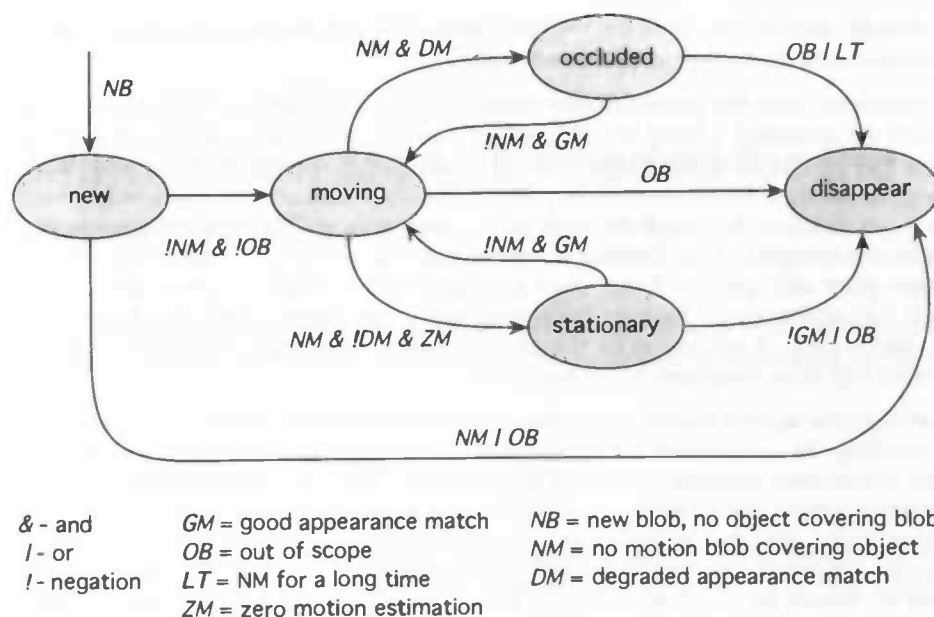 NM & DM
occluded
OB | LT
NB
!NM & GM
new
moving
OB
disappear
!NM & !OB
!NM & GM
NM & !DM & ZM
stationary
!GM | OB
NM | OB
& - and
GM = good appearance match
NB = new blob, no object covering blob
| - or
OB = out of scope
NM = no motion blob covering object
! - negation
LT = NM for a long time
DM = degraded appearance match
ZM = zero motion estimation